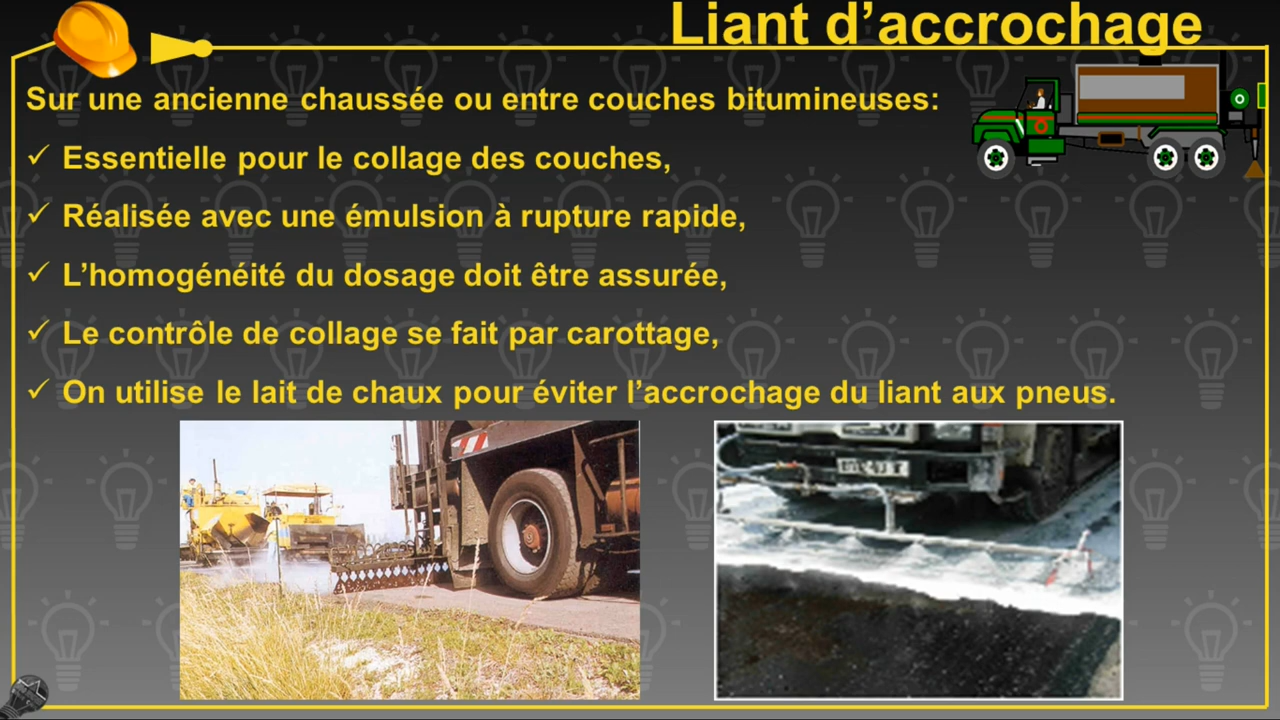 Liant d’accrochage
Sur une ancienne chaussée ou entre couches bitumineuses:
✓ Essentielle pour le collage des couches,
✓ Réalisée avec une émulsion à rupture rapide,
✓ L’homogénéité du dosage doit être assurée,
✓ Le contrôle de collage se fait par carottage,
✓ On utilise le lait de chaux pour éviter l’accrochage du liant aux pneus.